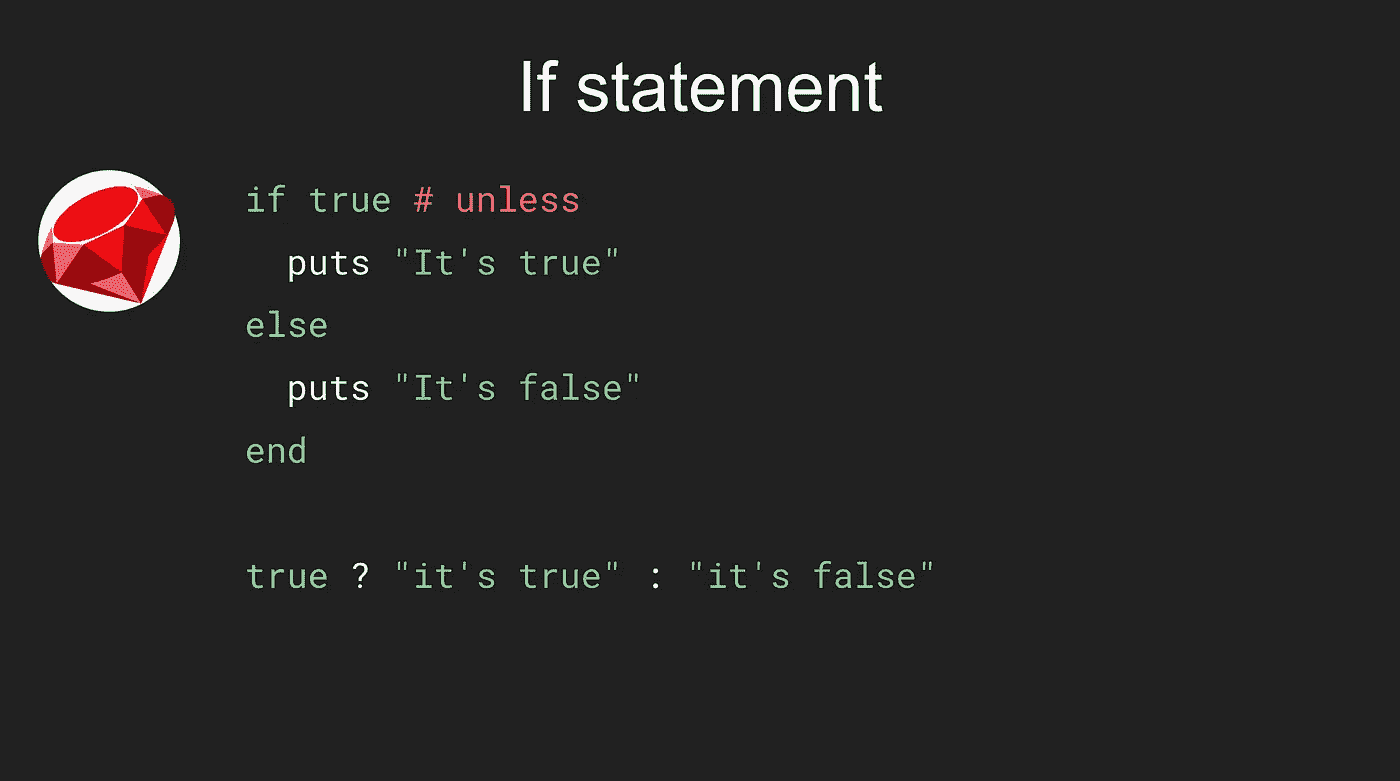 If statement
if true # unless
puts "It's true"
else
puts "It's false"
end
true ? "it's true" : "it's false"